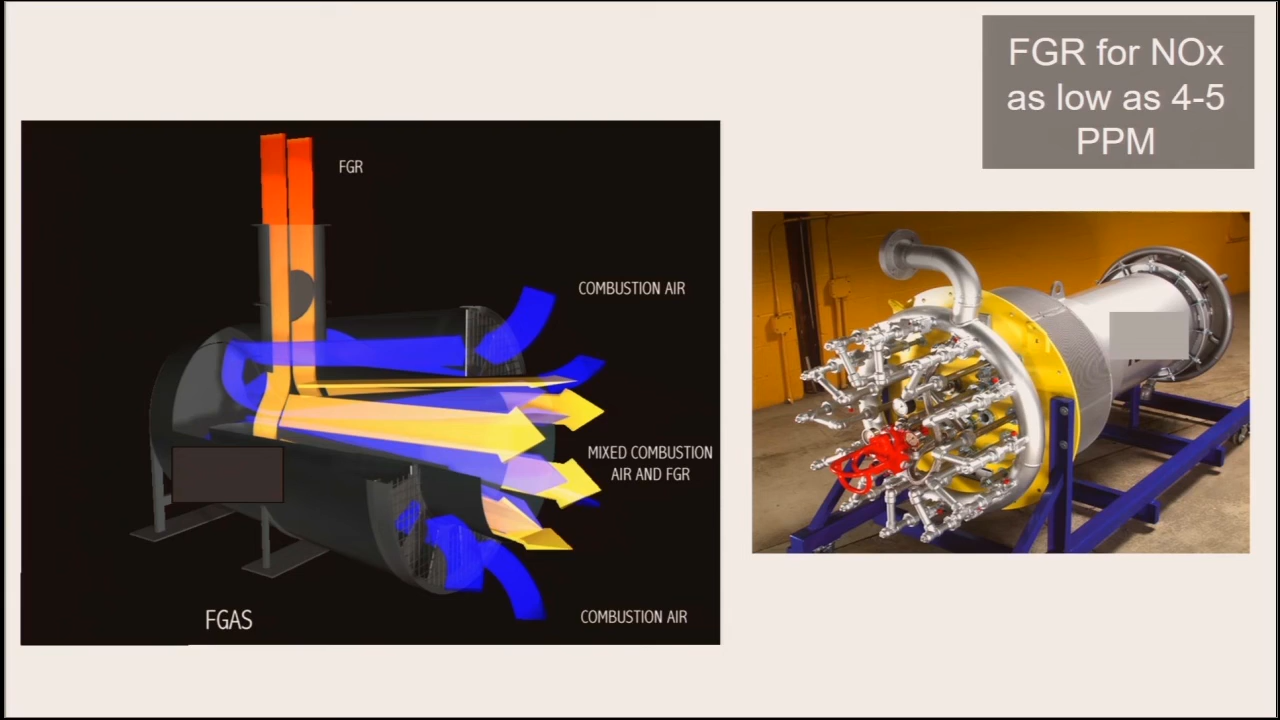 FGR for NOx
as low as 4-5
PPM
FGR
COMBUSTION AIR
MIXED COMBUSTION
AIR AND FGR
COMBUSTION AIR
FGAS